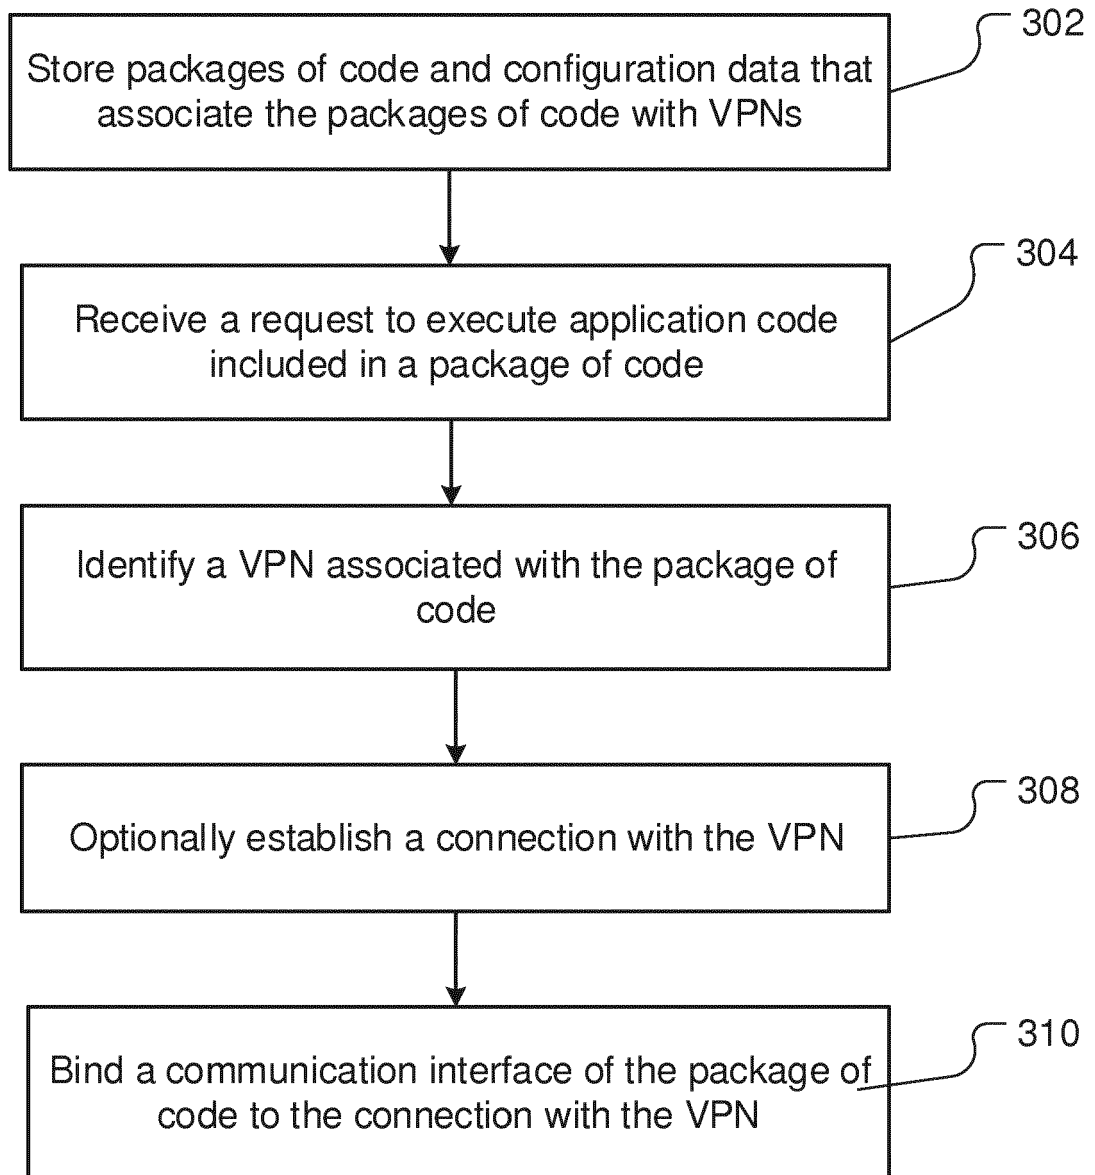 302
Store packages of code and configuration data that
associate the packages of code with VPNs
304
Receive a request to execute application code
included in a package of code
306
Identify a VPN associated with the package of
code
308
Optionally establish a connection with the VPN
310
Bind a communication interface of the package of
code to the connection with the VPN